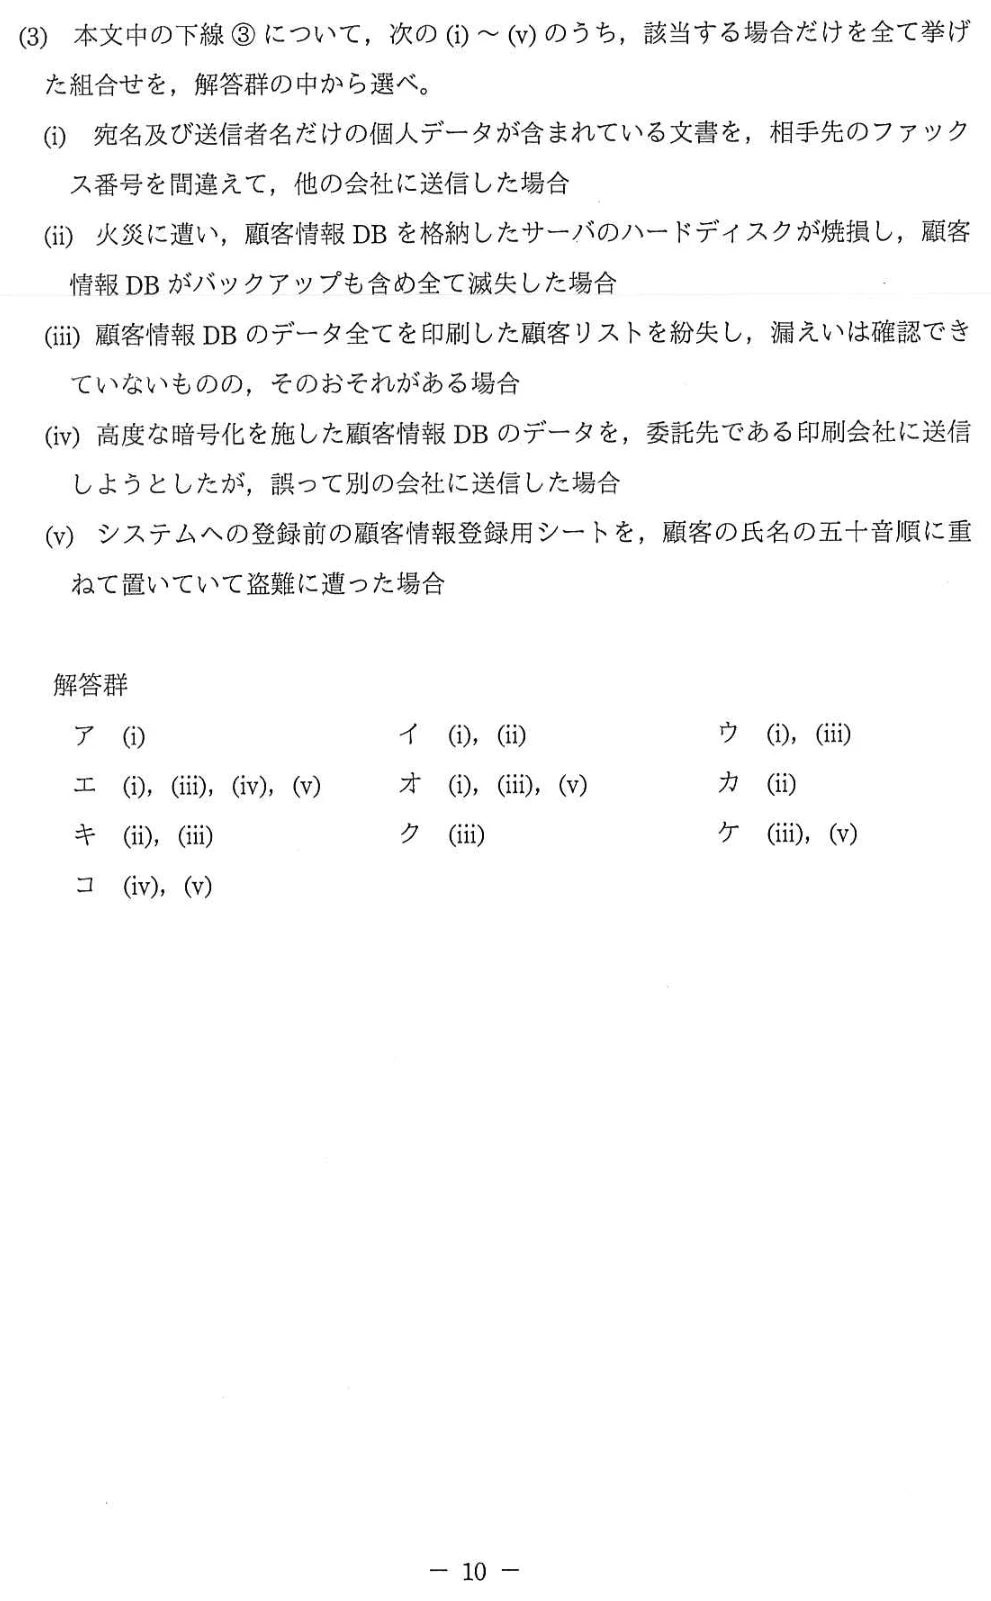 (3) 本文中の下線③について，次の(i)～(v)のうち，該当する場合だけを全て挙げ
た組合せを，解答群の中から選べ。
(i) 宛名及び送信者名だけの個人データが含まれている文書を，相手先のファック
ス番号を間違えて，他の会社に送信した場合
(ii) 火災に遭い，顧客情報 DB を格納したサーバのハードディスクが焼損し，顧客
情報 DB がバックアップも含め全て滅失した場合
(iii) 顧客情報 DB のデータ全てを印刷した顧客リストを紛失し，漏えいは確認でき
ていないものの，そのおそれがある場合
(iv) 高度な暗号化を施した顧客情報 DB のデータを，委託先である印刷会社に送信
しようとしたが，誤って別の会社に送信した場合
(v) システムへの登録前の顧客情報登録用シートを，顧客の氏名の五十音順に重
ねて置いていて盗難に遭った場合
解答群
ア (i) イ (i)，(ii) ウ (i)，(iii)
エ (i)，(iii)，(iv)，(v) オ (i)，(iii)，(v) カ (ii)
キ (ii)，(iii) ク (iii) ケ (iii)，(v)
コ (iv)，(v)
－ 10 －